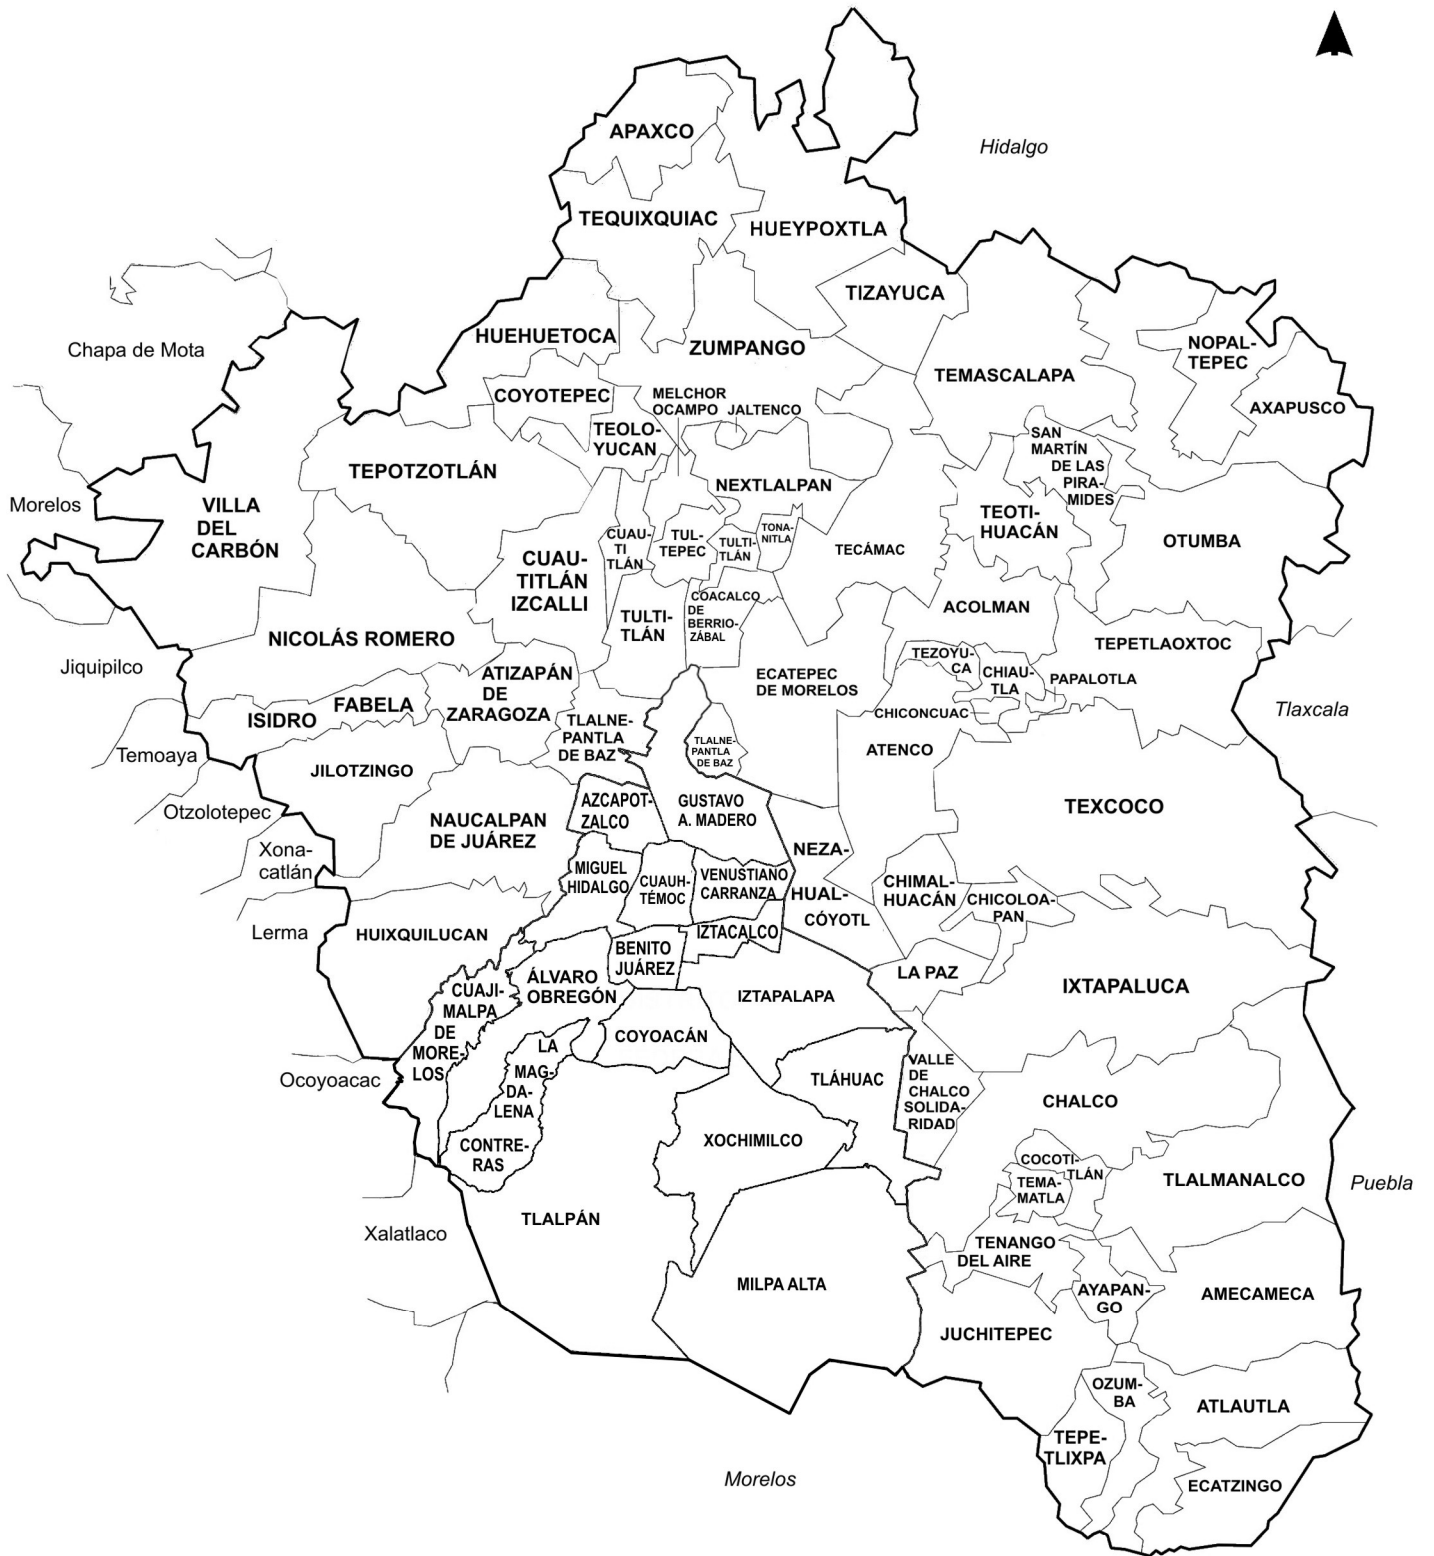 Hidalgo
APAXCO
TEQUIXQUIAC
HUEYPOXTLA
TIZAYUCA
HUEHUETOCA
ZUMPANGO
Chapa de Mota
NOPAL-
TEPEC
TEMASCALAPA
AXAPUSCO
COYOTEPEC
MELCHOR
OCAMPO
JALTENCO
TEOLO-
YUCAN
SAN
MARTÍN
DE LAS
PIRA-
MIDES
TEPOTZOTLÁN
NEXTLALPAN
Morelos
VILLA
DEL
CARBÓN
TEOTI-
HUACÁN
OTUMBA
CUAU-
TI
TLÁN
TUL-
TEPEC
TULTI-
TLÁN
TONA-
NITLA
TECÁMAC
CUAU-
TITLÁN
IZCALLI
COACALCO
DE
BERRIO-
ZÁBAL
ACOLMAN
TULTI-
TLÁN
NICOLÁS ROMERO
TEPETLAOXTOC
Jiquipilco
TEZOYU-
CA
CHIAU-
TLA
PAPALOTLA
ATIZAPÁN
DE
ZARAGOZA
ECATEPEC
DE MORELOS
ISIDRO
FABELA
CHICONCUAC
Tlaxcala
TLALNE-
PANTLA
DE BAZ
TLALNE-
PANTLA
DE BAZ
ATENCO
Temoaya
JILOTZINGO
Otzolotepec
AZCAPOT-
ZALCO
GUSTAVO
A. MADERO
TEXCOCO
NAUCALPAN
DE JUÁREZ
Xona-
catlán
NEZA-
HUAL-
CÓYOTL
MIGUEL
HIDALGO
CUAUH-
TÉMOC
VENUSTIANO
CARRANZA
CHIMAL-
HUACÁN
CHICOLOA-
PAN
Lerma
HUIXQUILUCAN
IZTACALCO
BENITO
JUÁREZ
LA PAZ
ÁLVARO
OBREGÓN
IXTAPALUCA
CUAJI-
MALPA
DE
MORE-
LOS
IZTAPALAPA
COYOACÁN
LA
MAG-
DA-
LENA
CONTRE-
RAS
Ocoyoacac
TLÁHUAC
VALLE
DE
CHALCO
SOLIDA-
RIDAD
CHALCO
XOCHIMILCO
COCOTI-
TLÁN
TEMA-
MATLA
TLALMANALCO
Puebla
TLALPÁN
Xalatlaco
TENANGO
DEL AIRE
MILPA ALTA
AYAPAN-
GO
AMECAMECA
JUCHITEPEC
OZUM-
BA
ATLAUTLA
TEPE-
TLIXPA
Morelos
ECATZINGO